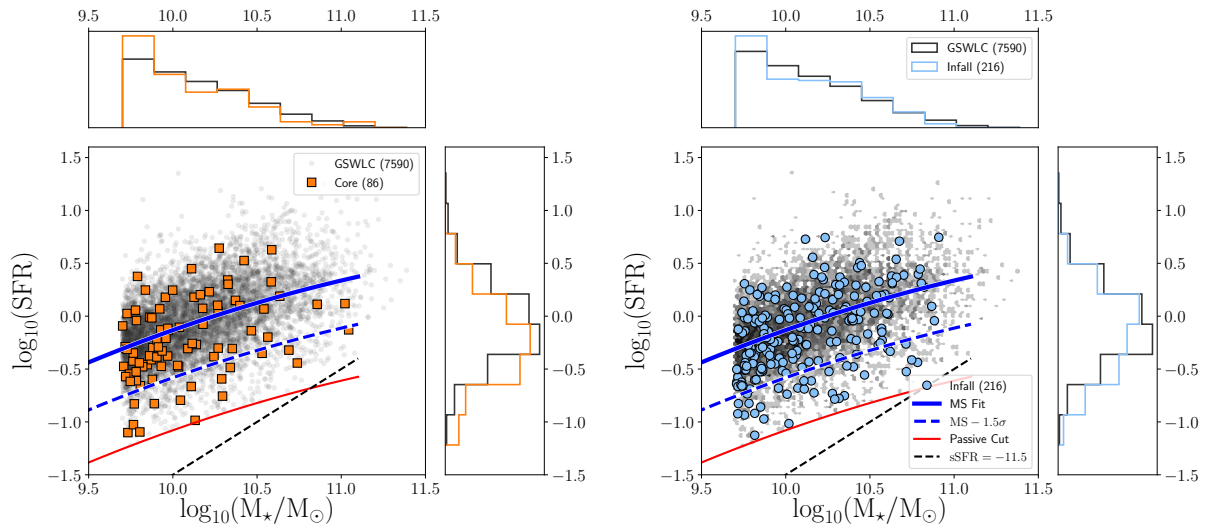 9.5 10.0 10.5 11.0 11.5
GSWLC (7590)
Core (86)
1.5
1.0
0.5
0.0
−0.5
−1.0
−1.5
log₁₀(SFR)
9.5 10.0 10.5 11.0 11.5
log₁₀(M⋆/M⊙)
1.5
1.0
0.5
0.0
−0.5
−1.0
−1.5
9.5 10.0 10.5 11.0 11.5
GSWLC (7590)
Infall (216)
1.5
1.0
0.5
0.0
−0.5
−1.0
−1.5
log₁₀(SFR)
Infall (216)
MS Fit
MS − 1.5σ
Passive Cut
sSFR = −11.5
9.5 10.0 10.5 11.0 11.5
log₁₀(M⋆/M⊙)
1.5
1.0
0.5
0.0
−0.5
−1.0
−1.5